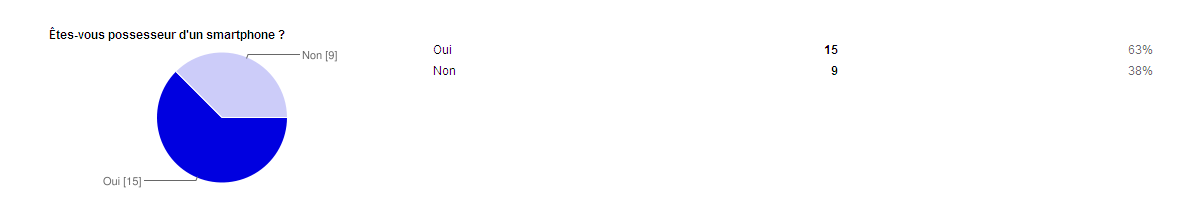 Êtes-vous possesseur d'un smartphone ?
Non [9]
Oui [15]
Oui 15 63%
Non 9 38%